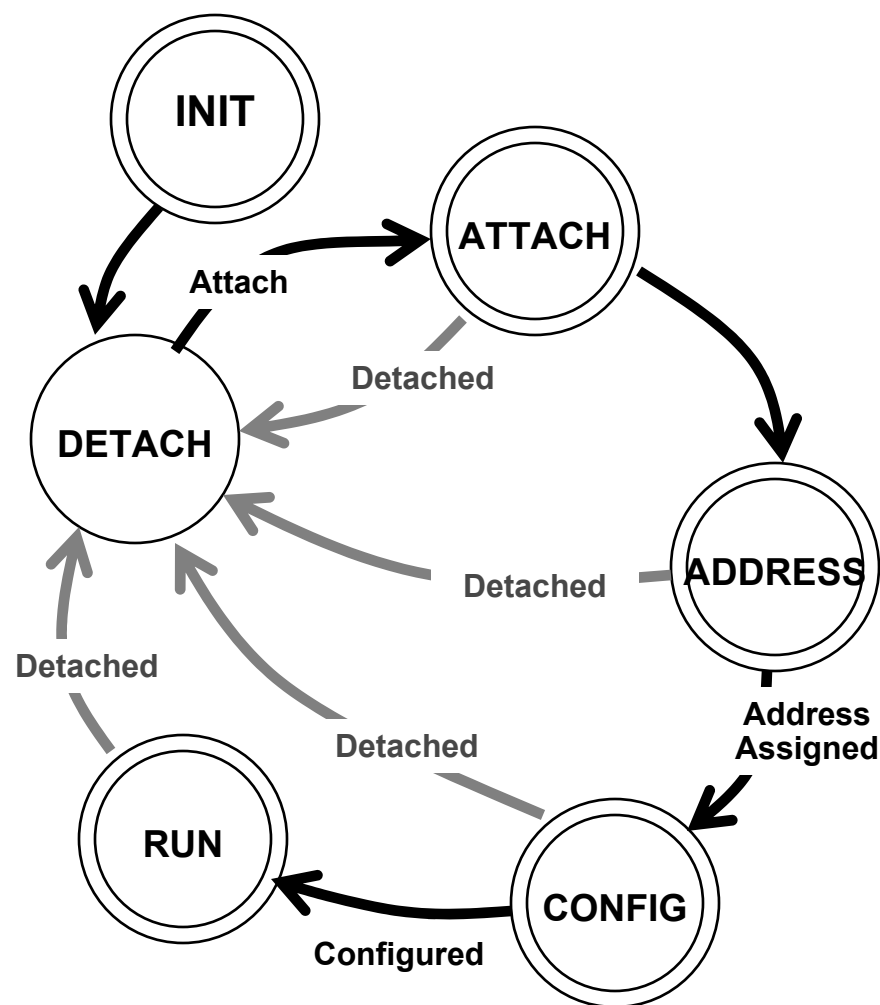 INIT
ATTACH
Attach
Detached
DETACH
ADDRESS
Detached
Detached
Address
Assigned
Detached
RUN
CONFIG
Configured